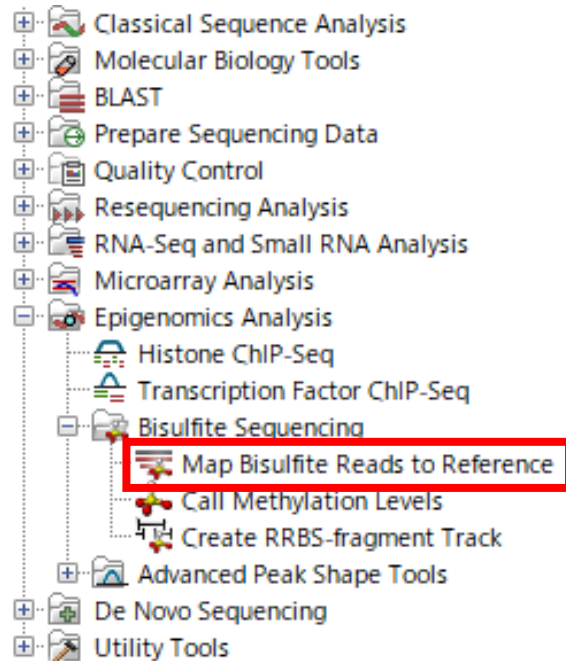 Classical Sequence Analysis
Molecular Biology Tools
BLAST
Prepare Sequencing Data
Quality Control
Resequencing Analysis
RNA-Seq and Small RNA Analysis
Microarray Analysis
Epigenomics Analysis
Histone ChIP-Seq
Transcription Factor ChIP-Seq
Bisulfite Sequencing
Map Bisulfite Reads to Reference
Call Methylation Levels
Create RRBS-fragment Track
Advanced Peak Shape Tools
De Novo Sequencing
Utility Tools